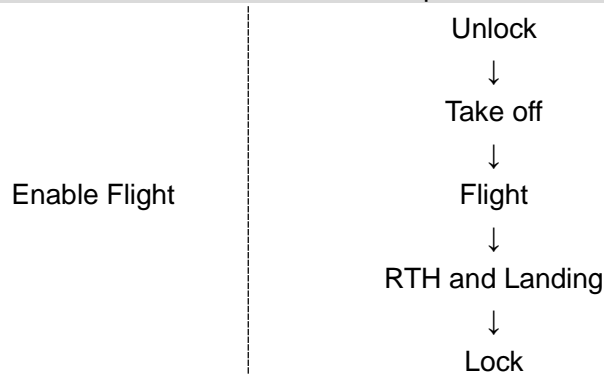 Unlock
↓
Take off
↓
Enable Flight Flight
↓
RTH and Landing
↓
Lock